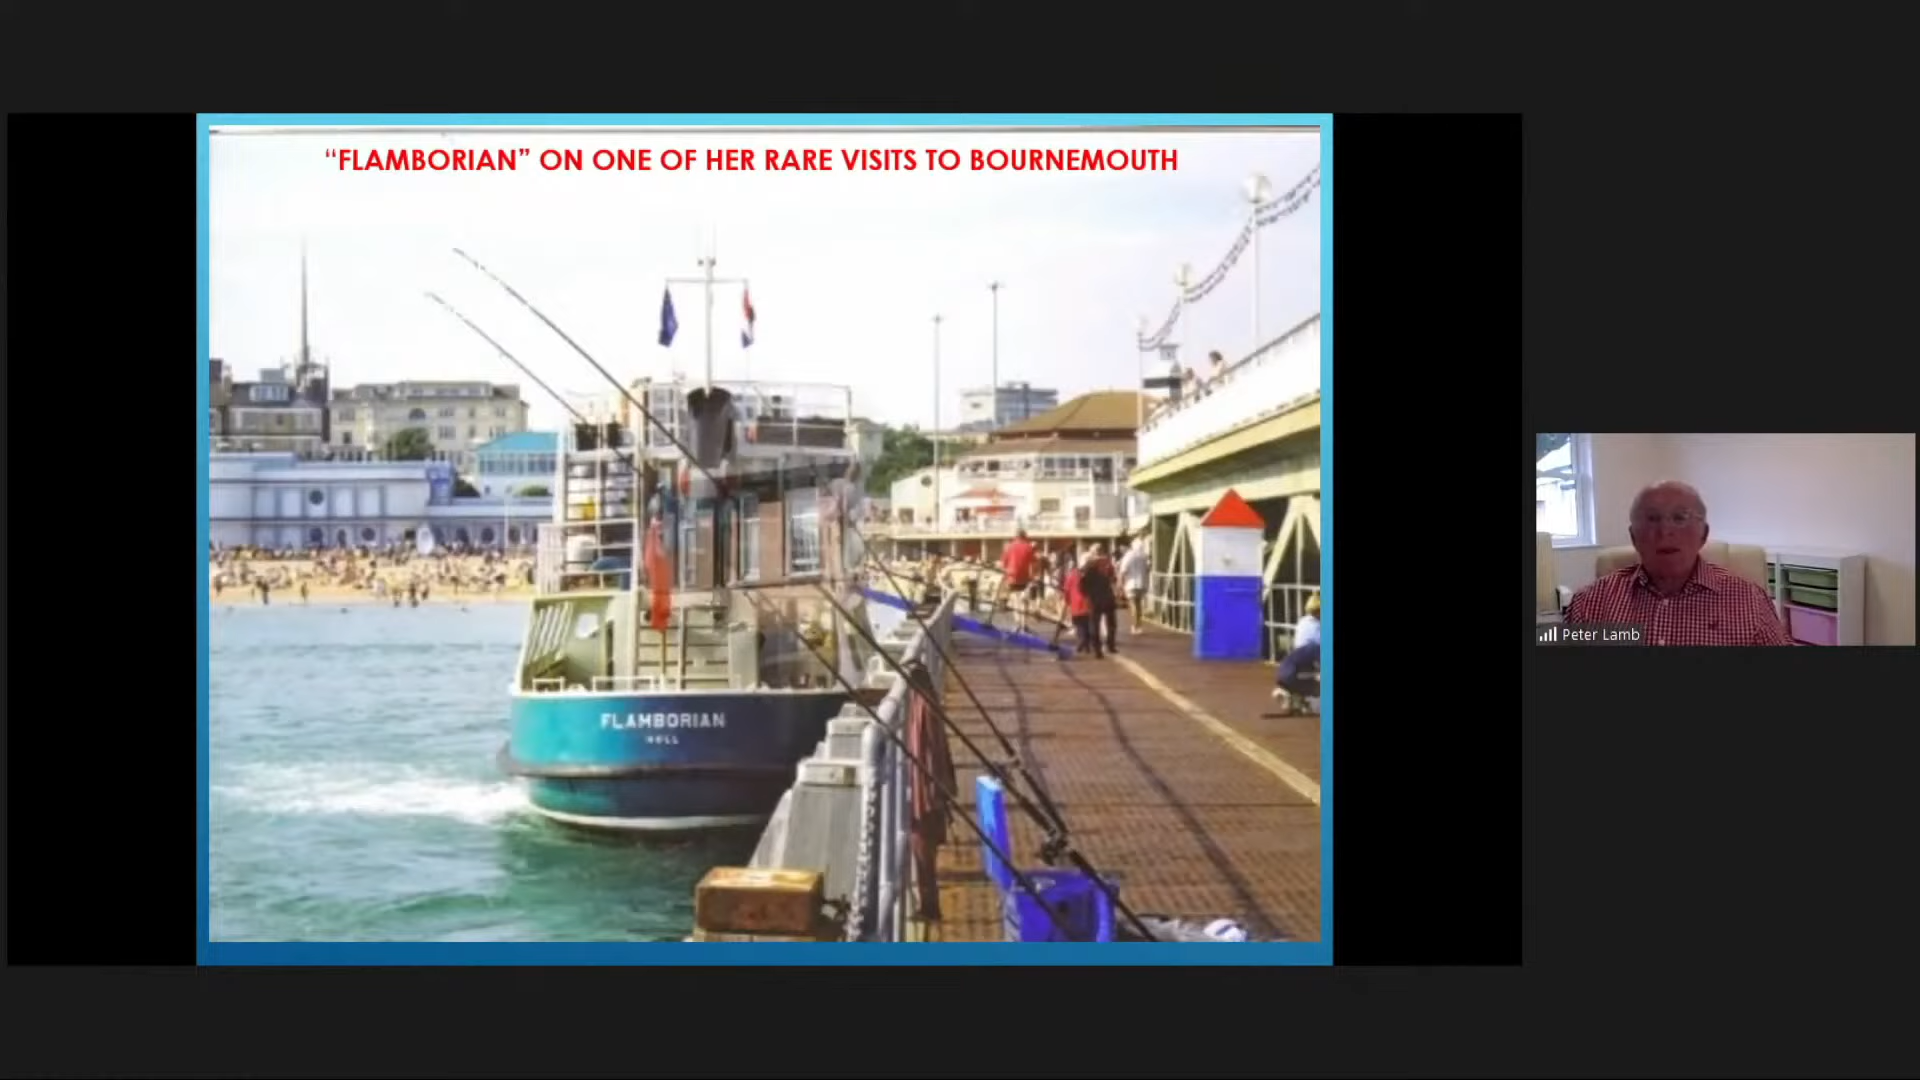 “FLAMBORIAN” ON ONE OF HER RARE VISITS TO BOURNEMOUTH
FLAMBORIAN
HULL
Peter Lamb